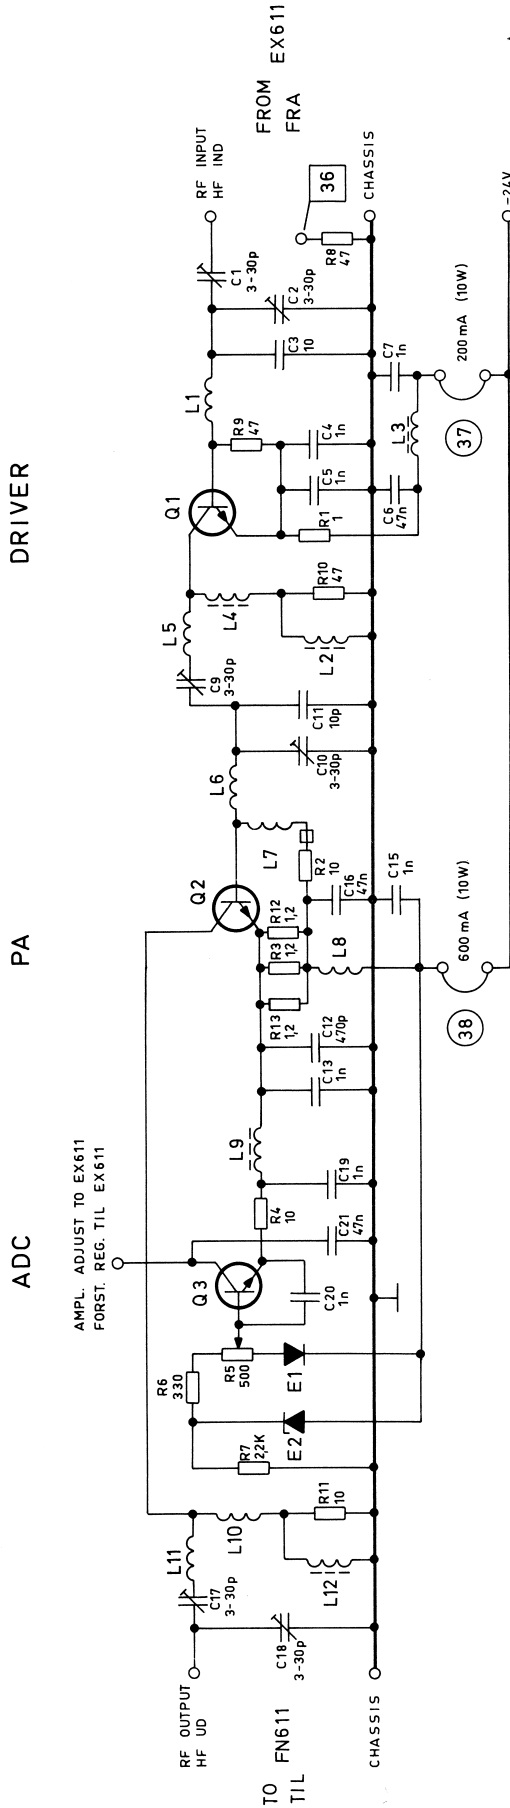 DRIVER
PA
ADC
FROM EX611
FRA
RF INPUT
HF IND
36
CHASSIS
R8
47
C1
3-30p
C2
3-30p
C3
10
L1
R9
47
C4
1n
C5
1n
R1
1
C7
1n
L3
C6
47n
200 mA (10W)
37
-24V
Q1
L5
C9
3-30p
L4
R10
47
L2
C11
10p
C10
3-30p
L6
L7
R2
10
C16
47n
C15
1n
Q2
R12
1,2
R3
1,2
R13
1,2
L8
600 mA (10W)
38
C12
470p
C13
1n
L9
C19
1n
R4
10
C21
47n
AMPL. ADJUST TO EX611
FORST. REG. TIL EX611
Q3
C20
1n
R5
500
R6
330
E1
E2
R7
2,2K
L11
L10
R11
10
C17
3-30p
L12
C18
3-30p
RF OUTPUT
HF UD
TO FN611
TIL
CHASSIS